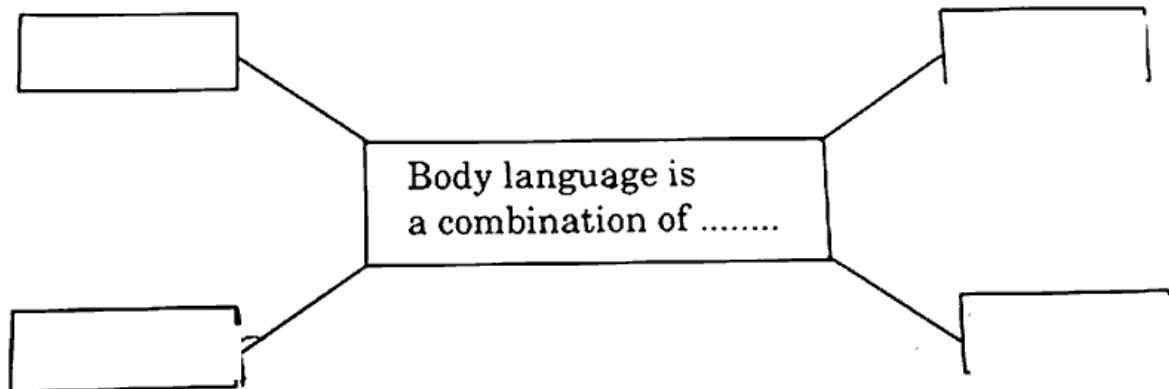 Body language is
a combination of ........